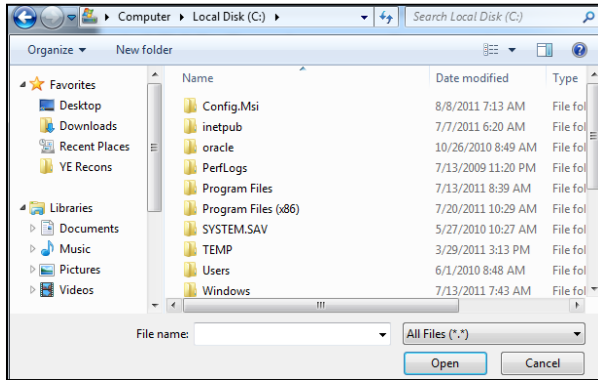 Computer ▸ Local Disk (C:) ▸ Search Local Disk (C:)
Organize New folder
Name Date modified Type
Favorites
Desktop
Downloads
Recent Places
YE Recons
Libraries
Documents
Music
Pictures
Videos
Config.Msi 8/8/2011 7:13 AM File fol
inetpub 7/7/2011 6:20 AM File fol
oracle 10/26/2010 8:49 AM File fol
PerfLogs 7/13/2009 11:20 PM File fol
Program Files 7/13/2011 8:39 AM File fol
Program Files (x86) 7/20/2011 10:29 AM File fol
SYSTEM.SAV 5/27/2010 10:27 AM File fol
TEMP 3/29/2011 3:13 PM File fol
Users 6/1/2010 8:48 AM File fol
Windows 7/13/2011 7:43 AM File fol
File name: All Files (*.*)
Open Cancel